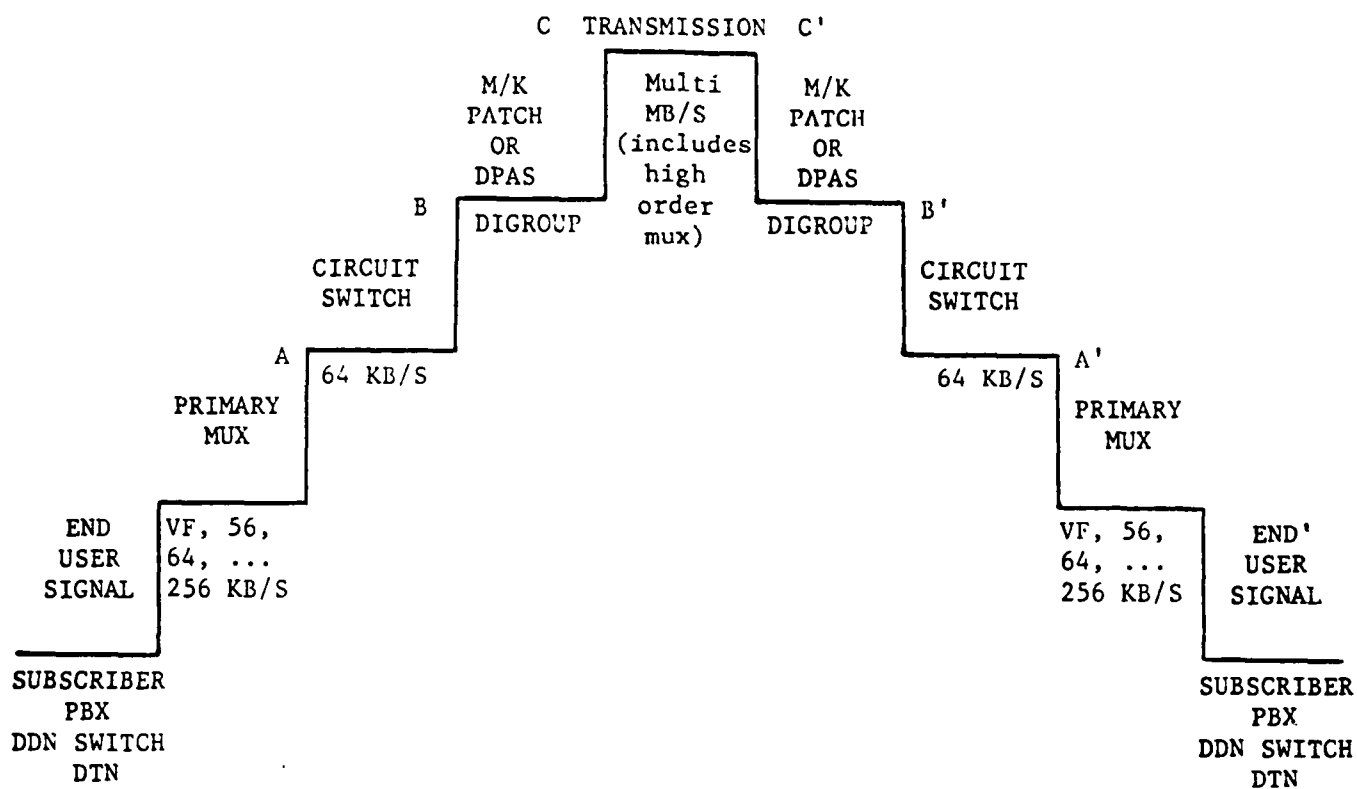 C TRANSMISSION C'
M/K
PATCH
OR
DPAS
Multi
MB/S
(includes
high
order
mux)
M/K
PATCH
OR
DPAS
B
DIGROUP
DIGROUP
B'
CIRCUIT
SWITCH
CIRCUIT
SWITCH
A
64 KB/S
64 KB/S
A'
PRIMARY
MUX
PRIMARY
MUX
END
USER
SIGNAL
VF, 56,
64, ...
256 KB/S
VF, 56,
64, ...
256 KB/S
END'
USER
SIGNAL
SUBSCRIBER
PBX
DDN SWITCH
DTN
SUBSCRIBER
PBX
DDN SWITCH
DTN